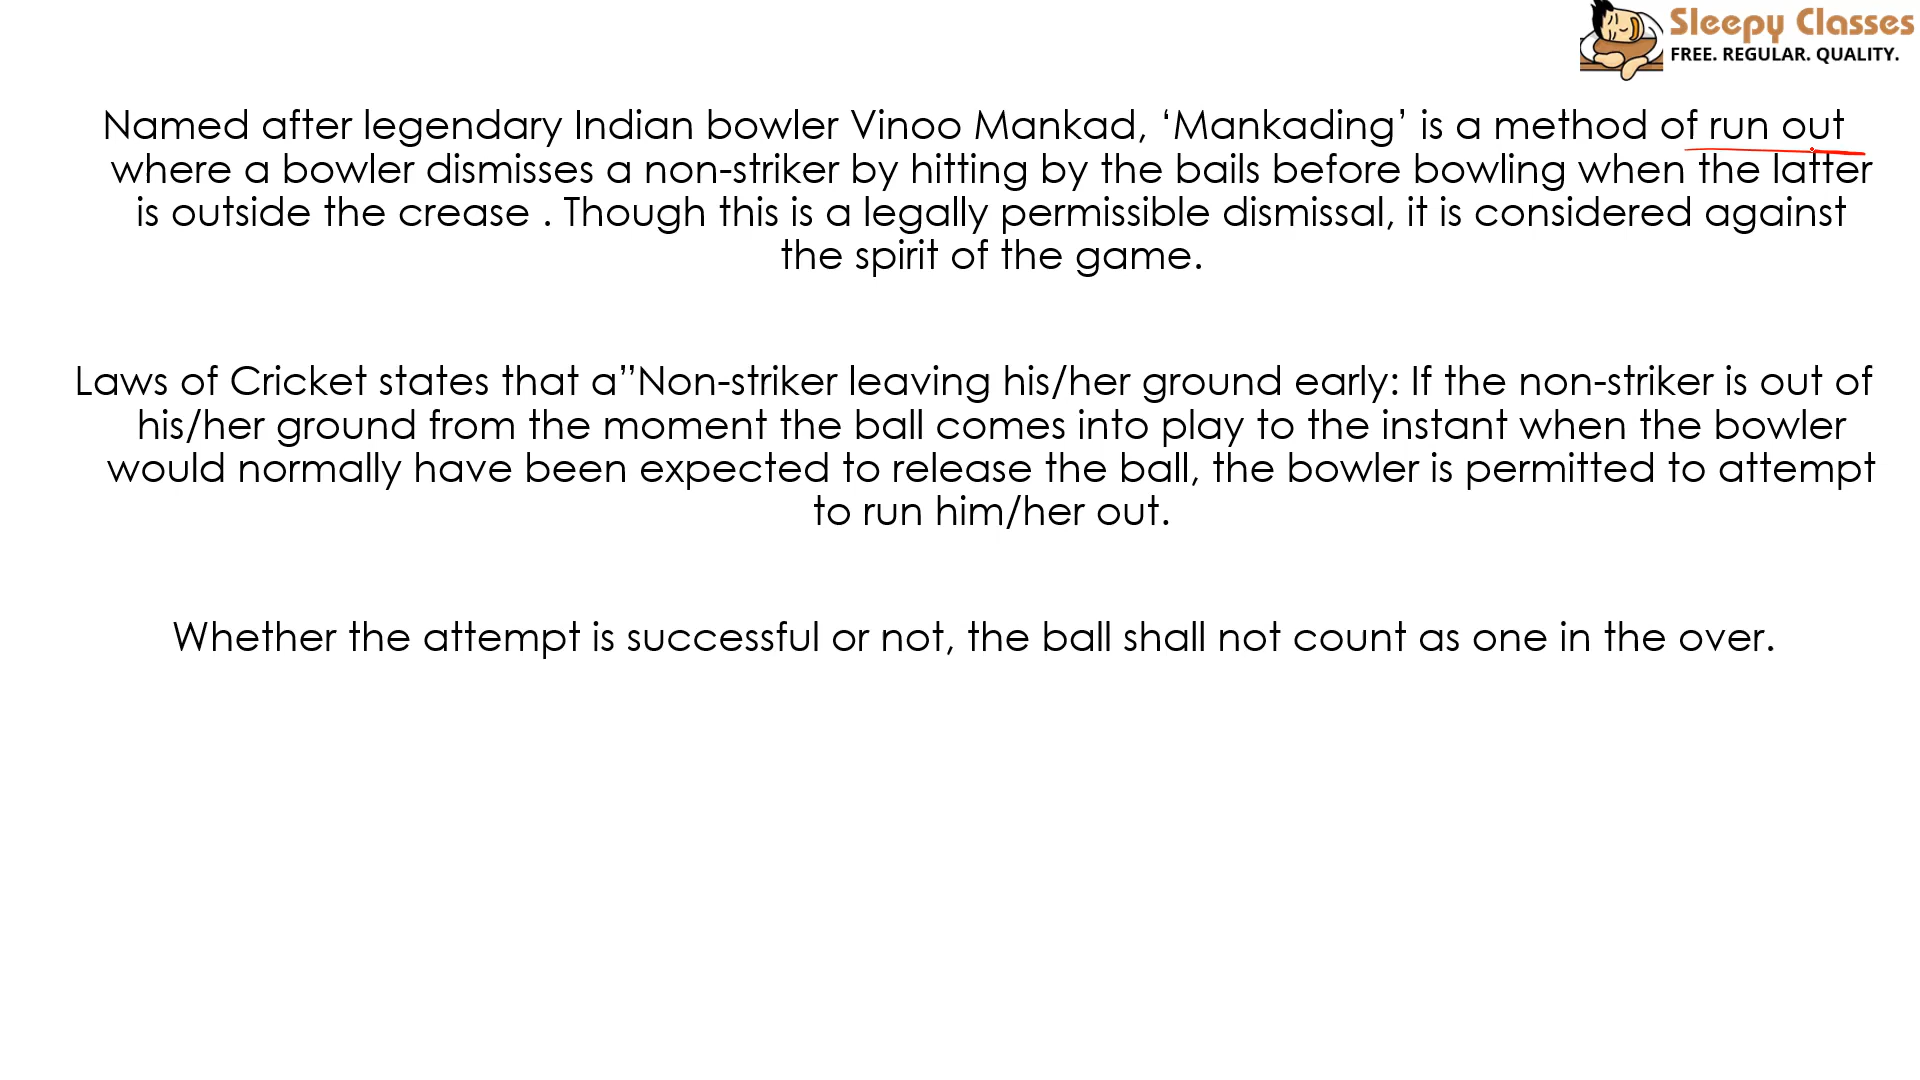 Sleepy Classes
FREE. REGULAR. QUALITY.
Named after legendary Indian bowler Vinoo Mankad, ‘Mankading’ is a method of run out
where a bowler dismisses a non-striker by hitting by the bails before bowling when the latter
is outside the crease . Though this is a legally permissible dismissal, it is considered against
the spirit of the game.
Laws of Cricket states that a”Non-striker leaving his/her ground early: If the non-striker is out of
his/her ground from the moment the ball comes into play to the instant when the bowler
would normally have been expected to release the ball, the bowler is permitted to attempt
to run him/her out.
Whether the attempt is successful or not, the ball shall not count as one in the over.